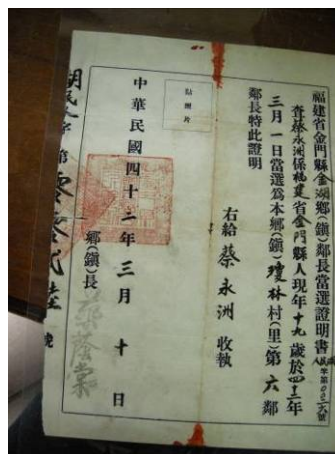 福建省金門縣金湖鄉(鎮)鄰長當選證明書
查蔡永洲係福建省金門縣人現年十九歲於四十二年
三月一日當選爲本鄉(鎮)瓊林村(里)第六鄰
鄰長特此證明
右給蔡永洲收執
貼照片
鄉(鎮)長
中華民國四十二年三月十日